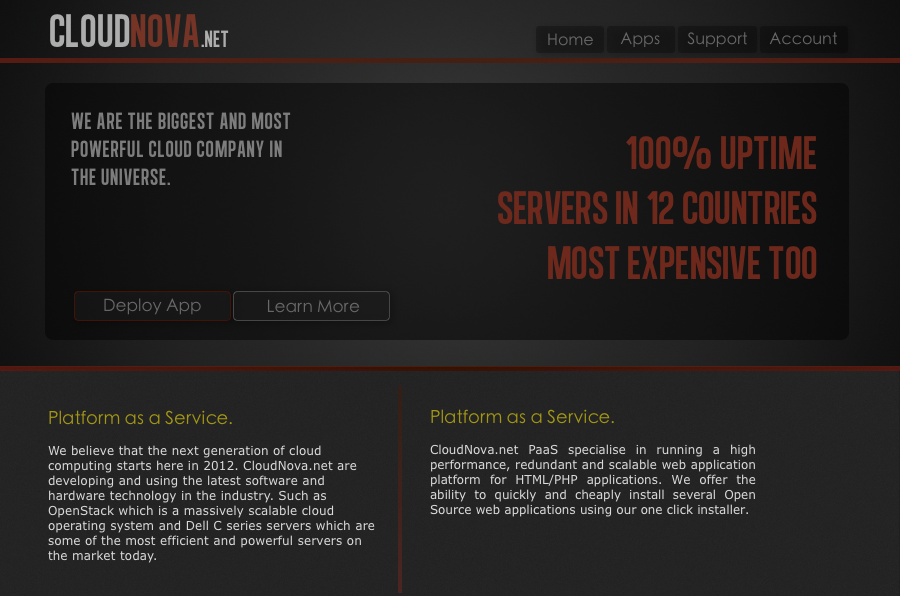 CLOUDNOVA.NET
Home Apps Support Account
WE ARE THE BIGGEST AND MOST
POWERFUL CLOUD COMPANY IN
THE UNIVERSE.
100% UPTIME
SERVERS IN 12 COUNTRIES
MOST EXPENSIVE TOO
Deploy App Learn More
Platform as a Service.
We believe that the next generation of cloud
computing starts here in 2012. CloudNova.net are
developing and using the latest software and
hardware technology in the industry. Such as
OpenStack which is a massively scalable cloud
operating system and Dell C series servers which are
some of the most efficient and powerful servers on
the market today.
Platform as a Service.
CloudNova.net PaaS specialise in running a high
performance, redundant and scalable web application
platform for HTML/PHP applications. We offer the
ability to quickly and cheaply install several Open
Source web applications using our one click installer.